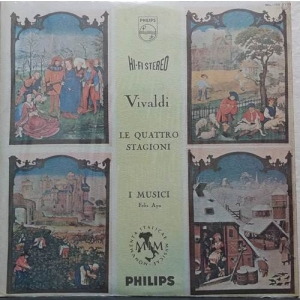 PHILIPS
HI-FI STEREO
Vivaldi
LE QUATTRO
STAGIONI
I MUSICI
Felix Ayo
PHILIPS